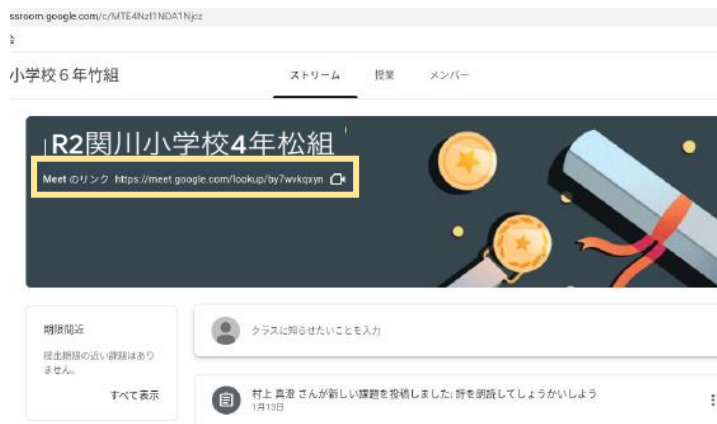 ssroom.google.com/c/MTE4NzI1NDA1Njcz
小学校6年竹組
ストリーム 授業 メンバー
R2関川小学校4年松組
Meet のリンク https://meet.google.com/lookup/by7wvkqxyn
期限間近
提出期限の近い課題はあり
ません。
すべて表示
クラスに知らせたいことを入力
村上 真澄 さんが新しい課題を投稿しました: 詩を朗読してしょうかいしよう
1月13日